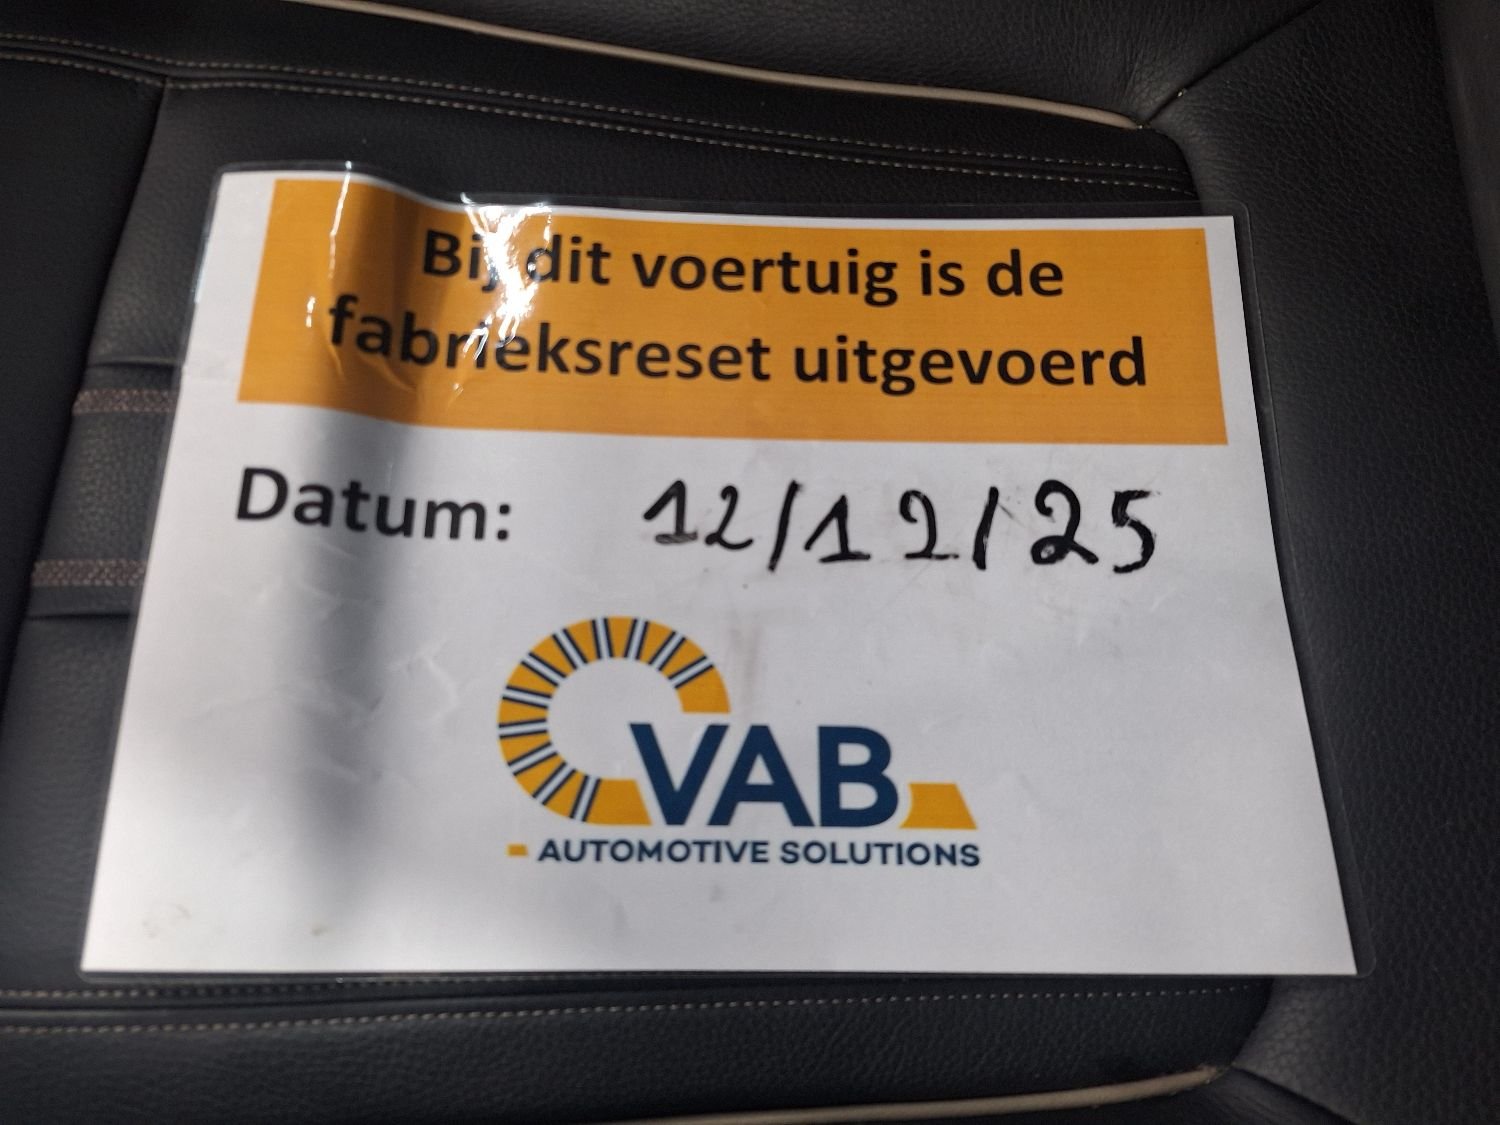 Bij dit voertuig is de
fabrieksreset uitgevoerd
Datum: 12/12/25
VAB
AUTOMOTIVE SOLUTIONS